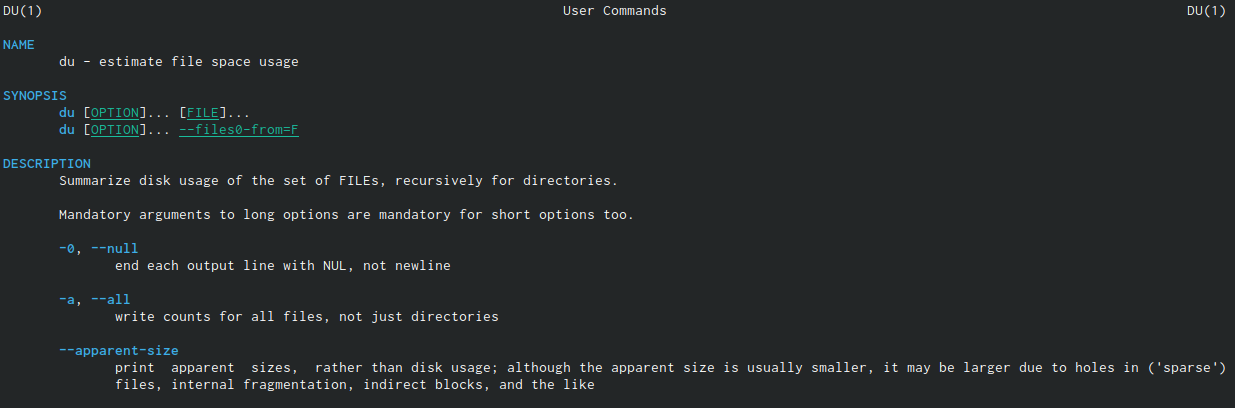 DU(1) User Commands DU(1)
NAME
du - estimate file space usage
SYNOPSIS
du [OPTION]... [FILE]...
du [OPTION]... --files0-from=F
DESCRIPTION
Summarize disk usage of the set of FILEs, recursively for directories.
Mandatory arguments to long options are mandatory for short options too.
-0, --null
end each output line with NUL, not newline
-a, --all
write counts for all files, not just directories
--apparent-size
print apparent sizes, rather than disk usage; although the apparent size is usually smaller, it may be larger due to holes in ('sparse')
files, internal fragmentation, indirect blocks, and the like